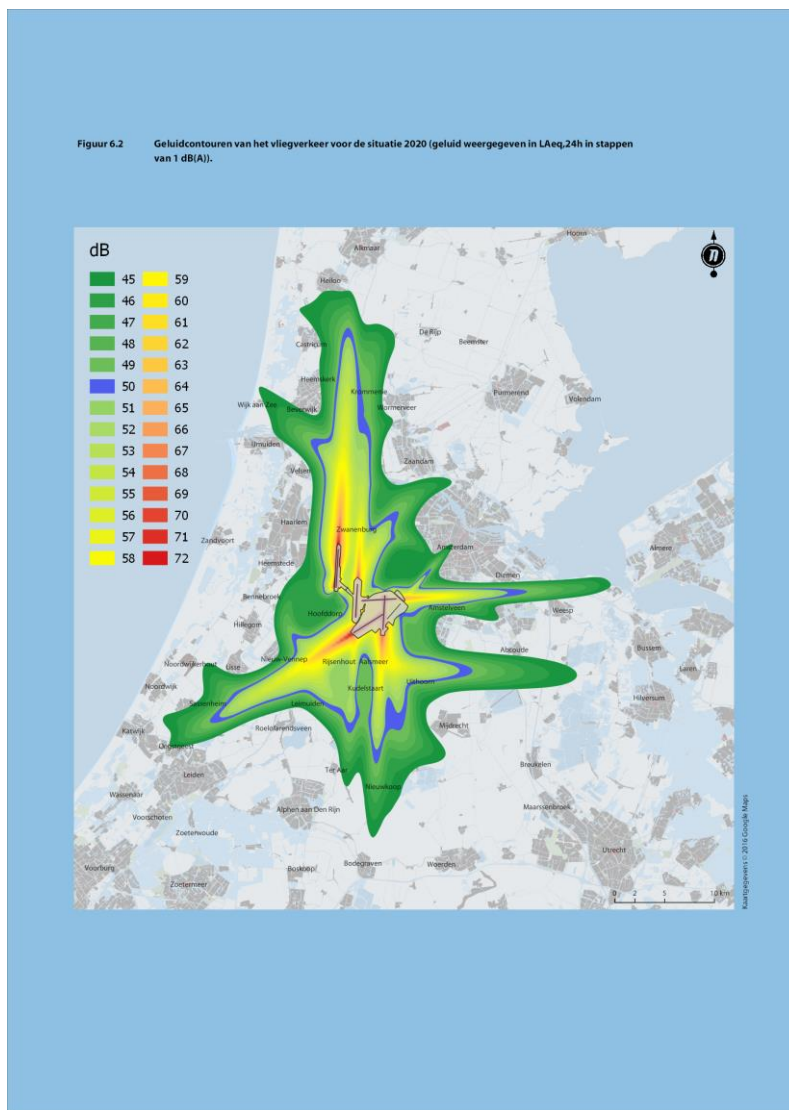 Figuur 6.2 Geluidcontouren van het vliegverkeer voor de situatie 2020 (geluid weergegeven in LAeq,24h in stappen
van 1 dB(A)).
dB
45 59
46 60
47 61
48 62
49 63
50 64
51 65
52 66
53 67
54 68
55 69
56 70
57 71
58 72
n
Hoorn
Alkmaar
Heiloo
De Rijp
Beemster
Castricum
Heemskerk
Krommenie
Purmerend
Volendam
Wijk aan Zee
Beverwijk
Wormerveer
IJmuiden
Zaandam
Velsen
Haarlem
Zwanenburg
Zandvoort
Amsterdam
Almere
Heemstede
Diemen
Bennebroek
Hoofddorp
Amstelveen
Weesp
Hillegom
Abcoude
Bussum
Nieuw-Vennep
Rijsenhout Aalsmeer
Noordwijkerhout
Lisse
Laren
Uithoorn
Noordwijk
Kudelstaart
Hilversum
Leimuiden
Katwijk
Roelofarendsveen
Mijdrecht
Oegstgeest
Leiden
Ter Aar
Breukelen
Nieuwkoop
Wassenaar
Alphen aan Den Rijn
Maarssenbroek
Voorschoten
Zoeterwoude
Utrecht
Voorburg
Bodegraven
Woerden
Boskoop
Zoetermeer
0 2 5 10 km
Kaartgegevens © 2016 Google Maps